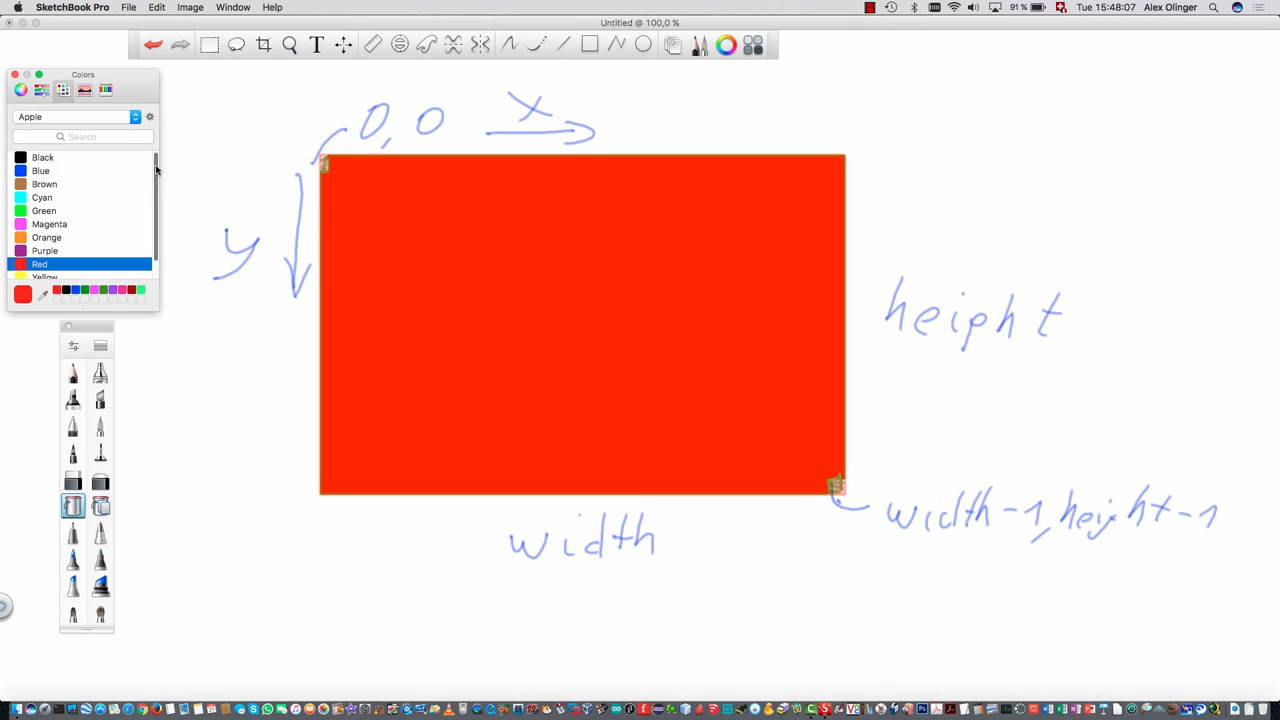 SketchBook Pro File Edit Image Window Help 91 % Tue 15:48:07 Alex Olinger
Untitled @ 100,0 %
Colors
Apple
Search
Black
Blue
Brown
Cyan
Green
Magenta
Orange
Purple
Red
Yellow
0,0 x
y
height
width-1, height-1
width